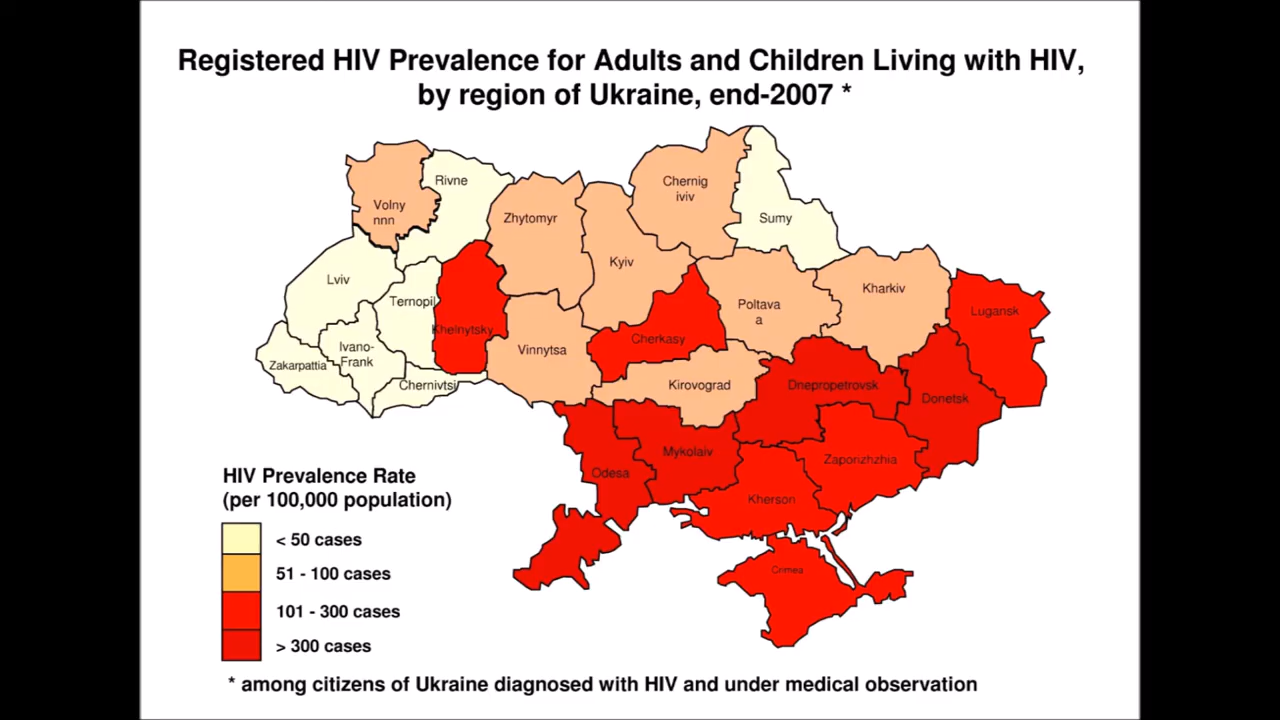 Registered HIV Prevalence for Adults and Children Living with HIV,
by region of Ukraine, end-2007 *
Volny
nnn
Rivne
Zhytomyr
Kyiv
Chernig
iviv
Sumy
Lviv
Ternopil
Khelnytsky
Vinnytsa
Cherkasy
Poltava
a
Kharkiv
Lugansk
Zakarpattia
Ivano-
Frank
Chernivtsi
Kirovograd
Dnepropetrovsk
Donetsk
Odesa
Mykolaiv
Zaporizhzhia
Kherson
Crimea
HIV Prevalence Rate
(per 100,000 population)
< 50 cases
51 - 100 cases
101 - 300 cases
> 300 cases
* among citizens of Ukraine diagnosed with HIV and under medical observation